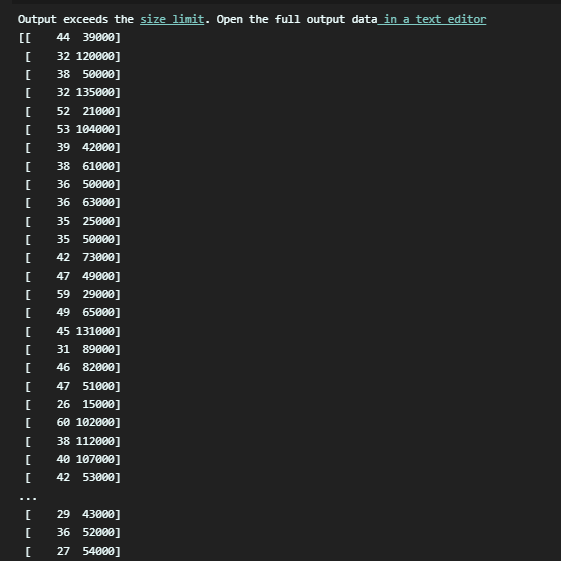 Output exceeds the size limit. Open the full output data in a text editor
[[    44  39000]
 [    32 120000]
 [    38  50000]
 [    32 135000]
 [    52  21000]
 [    53 104000]
 [    39  42000]
 [    38  61000]
 [    36  50000]
 [    36  63000]
 [    35  25000]
 [    35  50000]
 [    42  73000]
 [    47  49000]
 [    59  29000]
 [    49  65000]
 [    45 131000]
 [    31  89000]
 [    46  82000]
 [    47  51000]
 [    26  15000]
 [    60 102000]
 [    38 112000]
 [    40 107000]
 [    42  53000]
...
 [    29  43000]
 [    36  52000]
 [    27  54000]